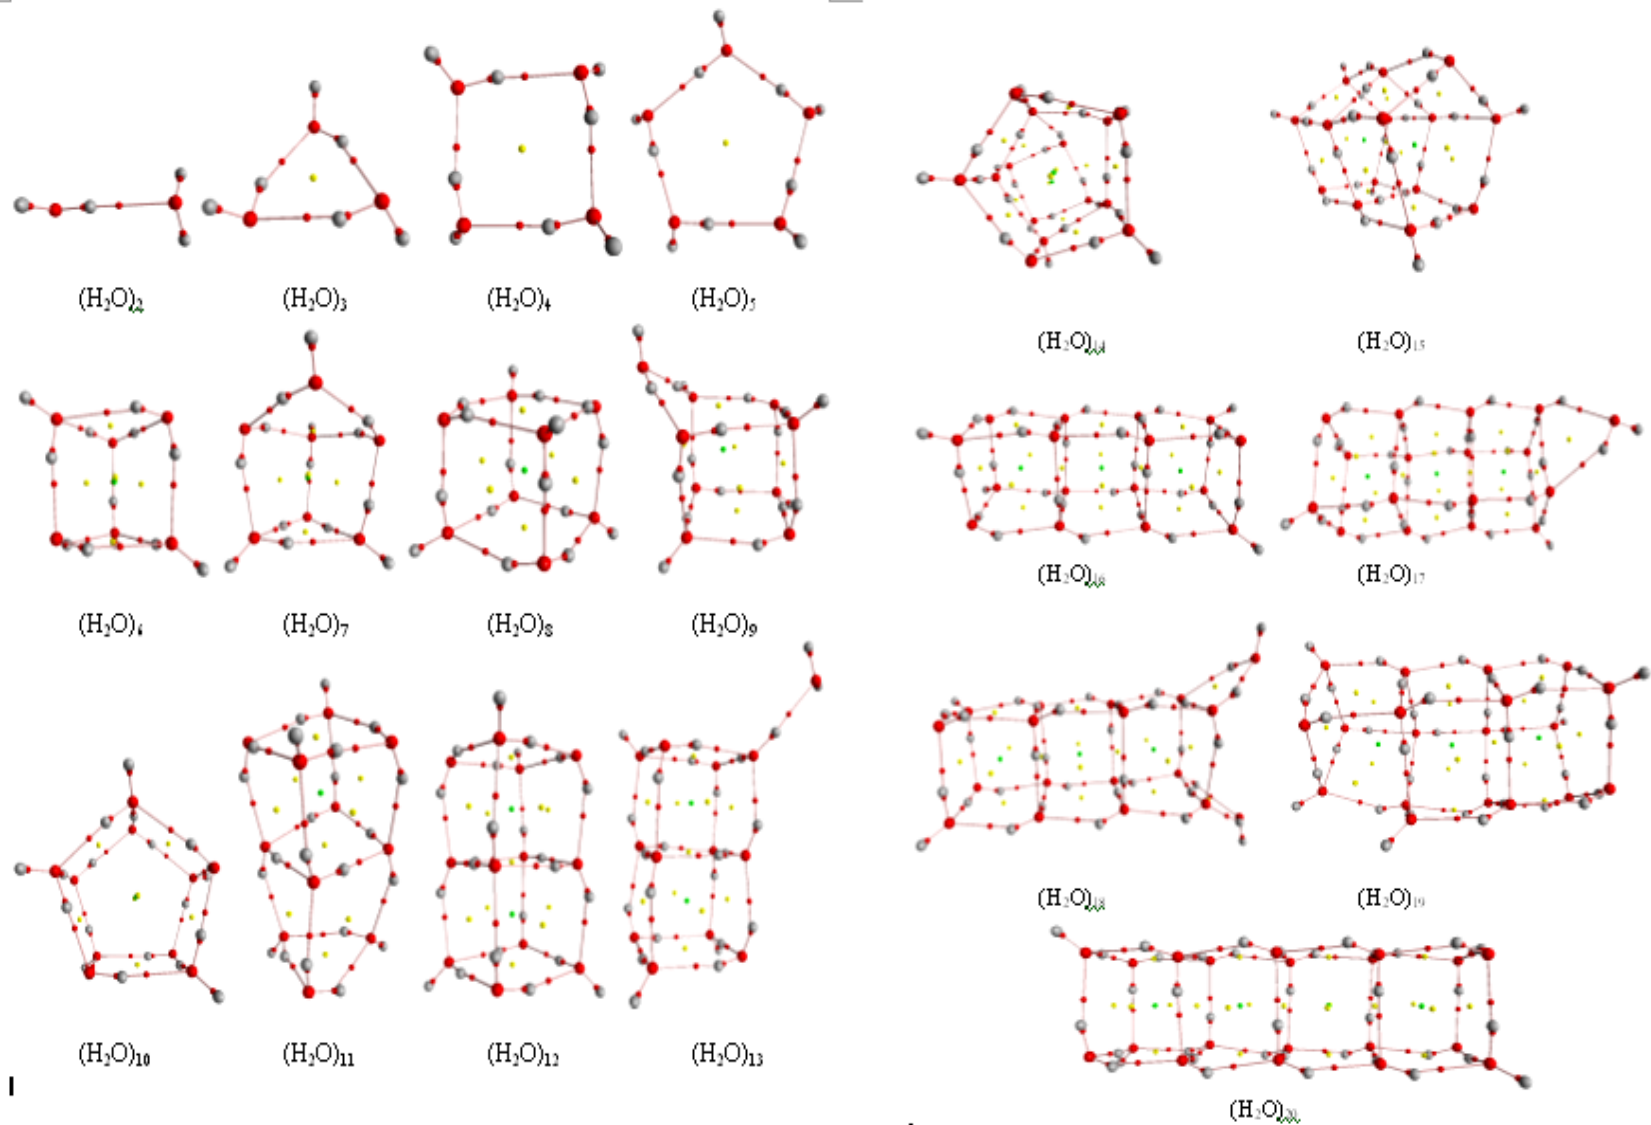 (H₂O)₂ (H₂O)₃ (H₂O)₄ (H₂O)₅
(H₂O)₆ (H₂O)₇ (H₂O)₈ (H₂O)₉
(H₂O)₁₀ (H₂O)₁₁ (H₂O)₁₂ (H₂O)₁₃
(H₂O)₁₄ (H₂O)₁₅
(H₂O)₁₆ (H₂O)₁₇
(H₂O)₁₈ (H₂O)₁₉
(H₂O)₂₀